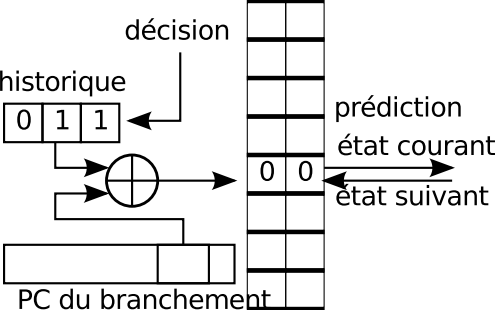 décision
historique
0 1 1
prédiction
état courant
0 0
état suivant
PC du branchement